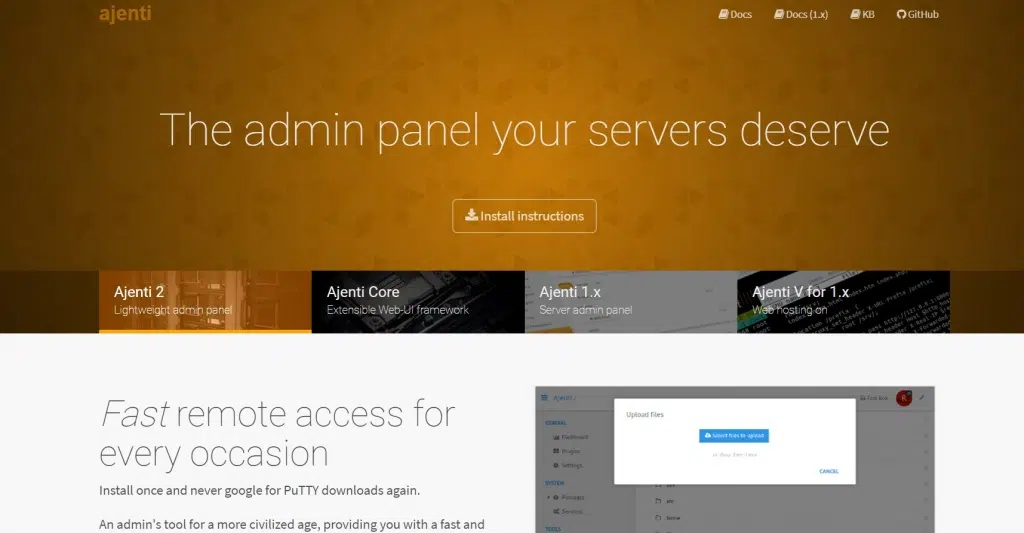 ajenti
Docs
Docs (1.x)
KB
GitHub
The admin panel your servers deserve
Install instructions
Ajenti 2
Lightweight admin panel
Ajenti Core
Extensible Web-UI framework
Ajenti 1.x
Server admin panel
Ajenti V for 1.x
Web hosting on
Fast remote access for
every occasion
Install once and never google for PuTTY downloads again.
An admin's tool for a more civilized age, providing you with a fast and
Upload files
Select files to upload
CANCEL
GENERAL
Dashboard
Plugins
Settings
SYSTEM
Packages
Services
TOOLS